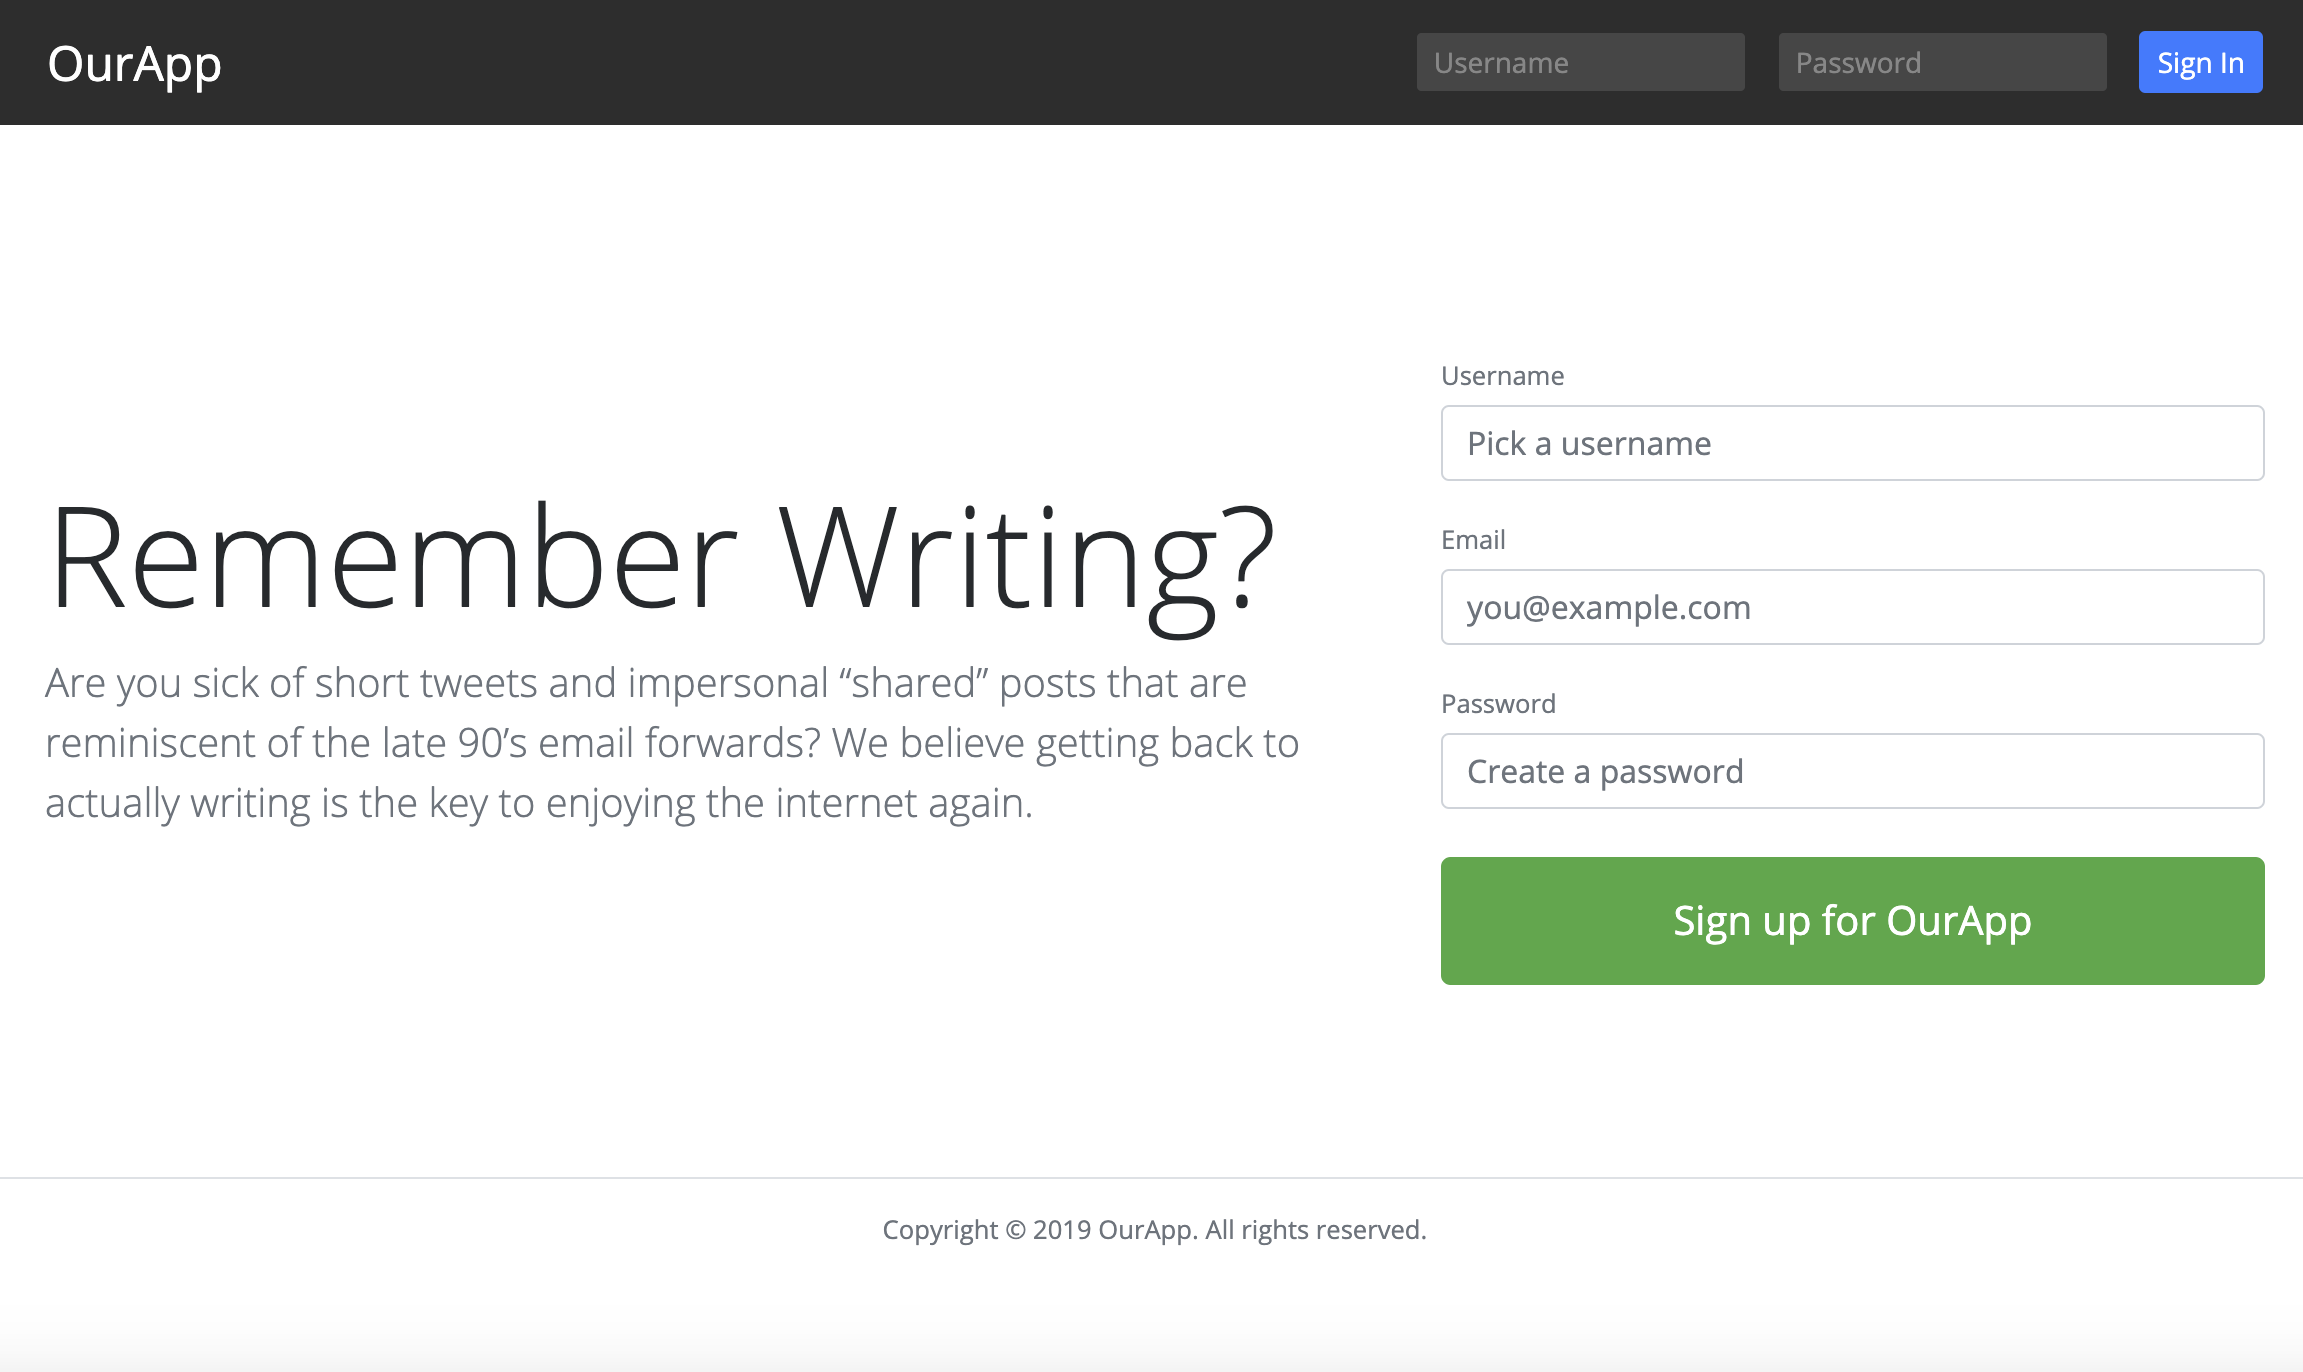 OurApp
Username
Password
Sign In
Remember Writing?
Are you sick of short tweets and impersonal “shared” posts that are
reminiscent of the late 90’s email forwards? We believe getting back to
actually writing is the key to enjoying the internet again.
Username
Pick a username
Email
you@example.com
Password
Create a password
Sign up for OurApp
Copyright © 2019 OurApp. All rights reserved.